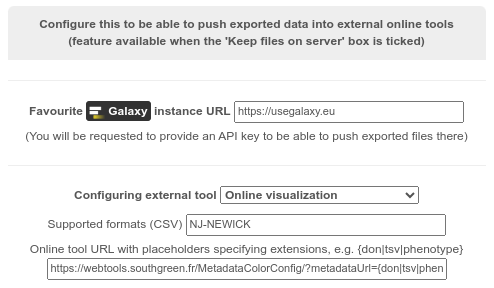 Configure this to be able to push exported data into external online tools
(feature available when the 'Keep files on server' box is ticked)
Favourite Galaxy instance URL https://usegalaxy.eu
(You will be requested to provide an API key to be able to push exported files there)
Configuring external tool Online visualization
Supported formats (CSV) NJ-NEWICK
Online tool URL with placeholders specifying extensions, e.g. {don|tsv|phenotype}
https://webtools.southgreen.fr/MetadataColorConfig/?metadataUrl={don|tsv|phen